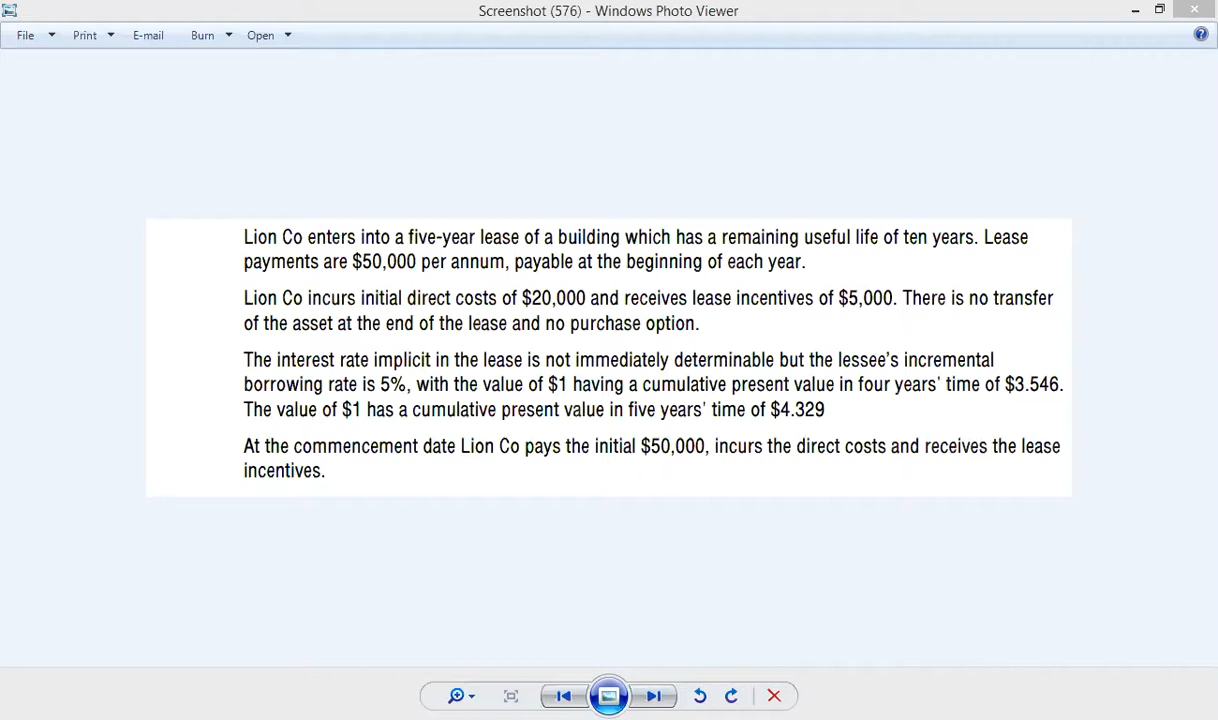 Screenshot (576) - Windows Photo Viewer
File Print E-mail Burn Open
Lion Co enters into a five-year lease of a building which has a remaining useful life of ten years. Lease
payments are $50,000 per annum, payable at the beginning of each year.
Lion Co incurs initial direct costs of $20,000 and receives lease incentives of $5,000. There is no transfer
of the asset at the end of the lease and no purchase option.
The interest rate implicit in the lease is not immediately determinable but the lessee's incremental
borrowing rate is 5%, with the value of $1 having a cumulative present value in four years' time of $3.546.
The value of $1 has a cumulative present value in five years' time of $4.329
At the commencement date Lion Co pays the initial $50,000, incurs the direct costs and receives the lease
incentives.